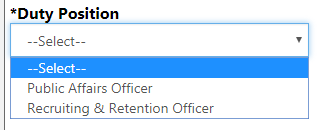 *Duty Position
--Select--
--Select--
Public Affairs Officer
Recruiting & Retention Officer